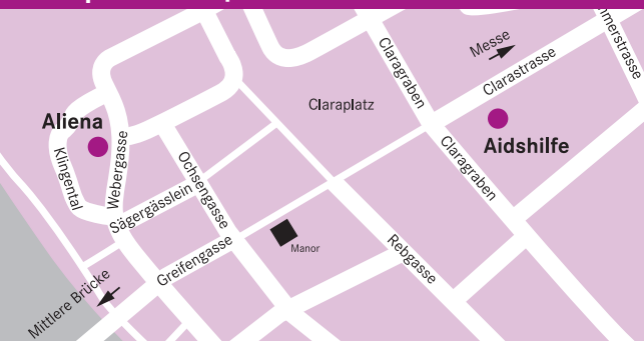 Messe
Clarastrasse
Claragraben
Claraplatz
Aliena
Aidshilfe
Klingental
Webergasse
Ochsengasse
Claragraben
Sägergässlein
Greifengasse
Manor
Rebgasse
Mittlere Brücke